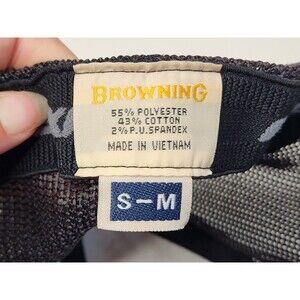 BROWNING
55% POLYESTER
43% COTTON
2% P.U. SPANDEX
MADE IN VIETNAM
S-M